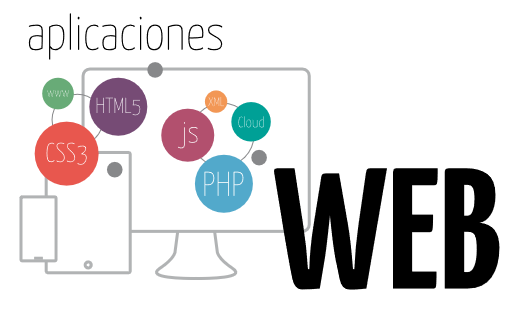 aplicaciones
www
HTML5
CSS3
XML
js
Cloud
PHP
WEB